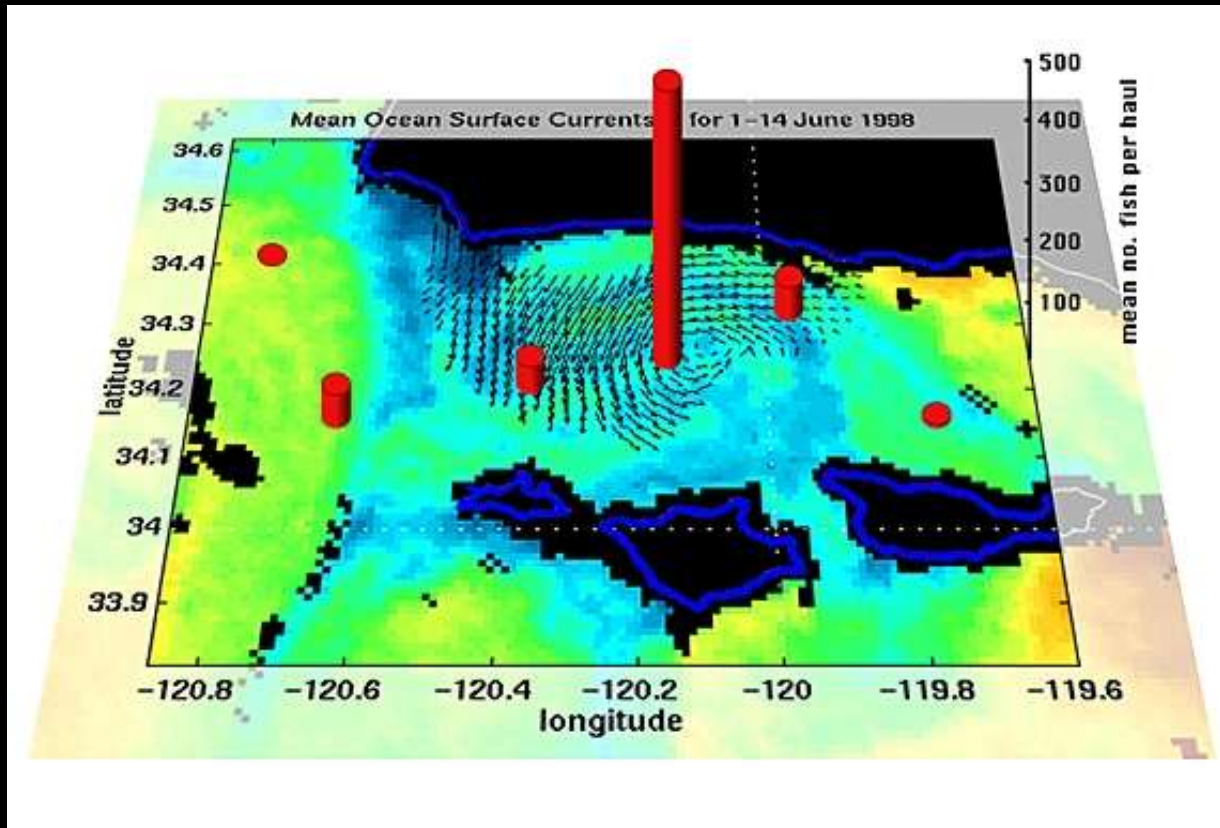 Mean Ocean Surface Currents for 1-14 June 1998
500
400
300
200
100
mean no. fish per haul
34.6
34.5
34.4
34.3
34.2
34.1
34
33.9
latitude
-120.8 -120.6 -120.4 -120.2 -120 -119.8 -119.6
longitude